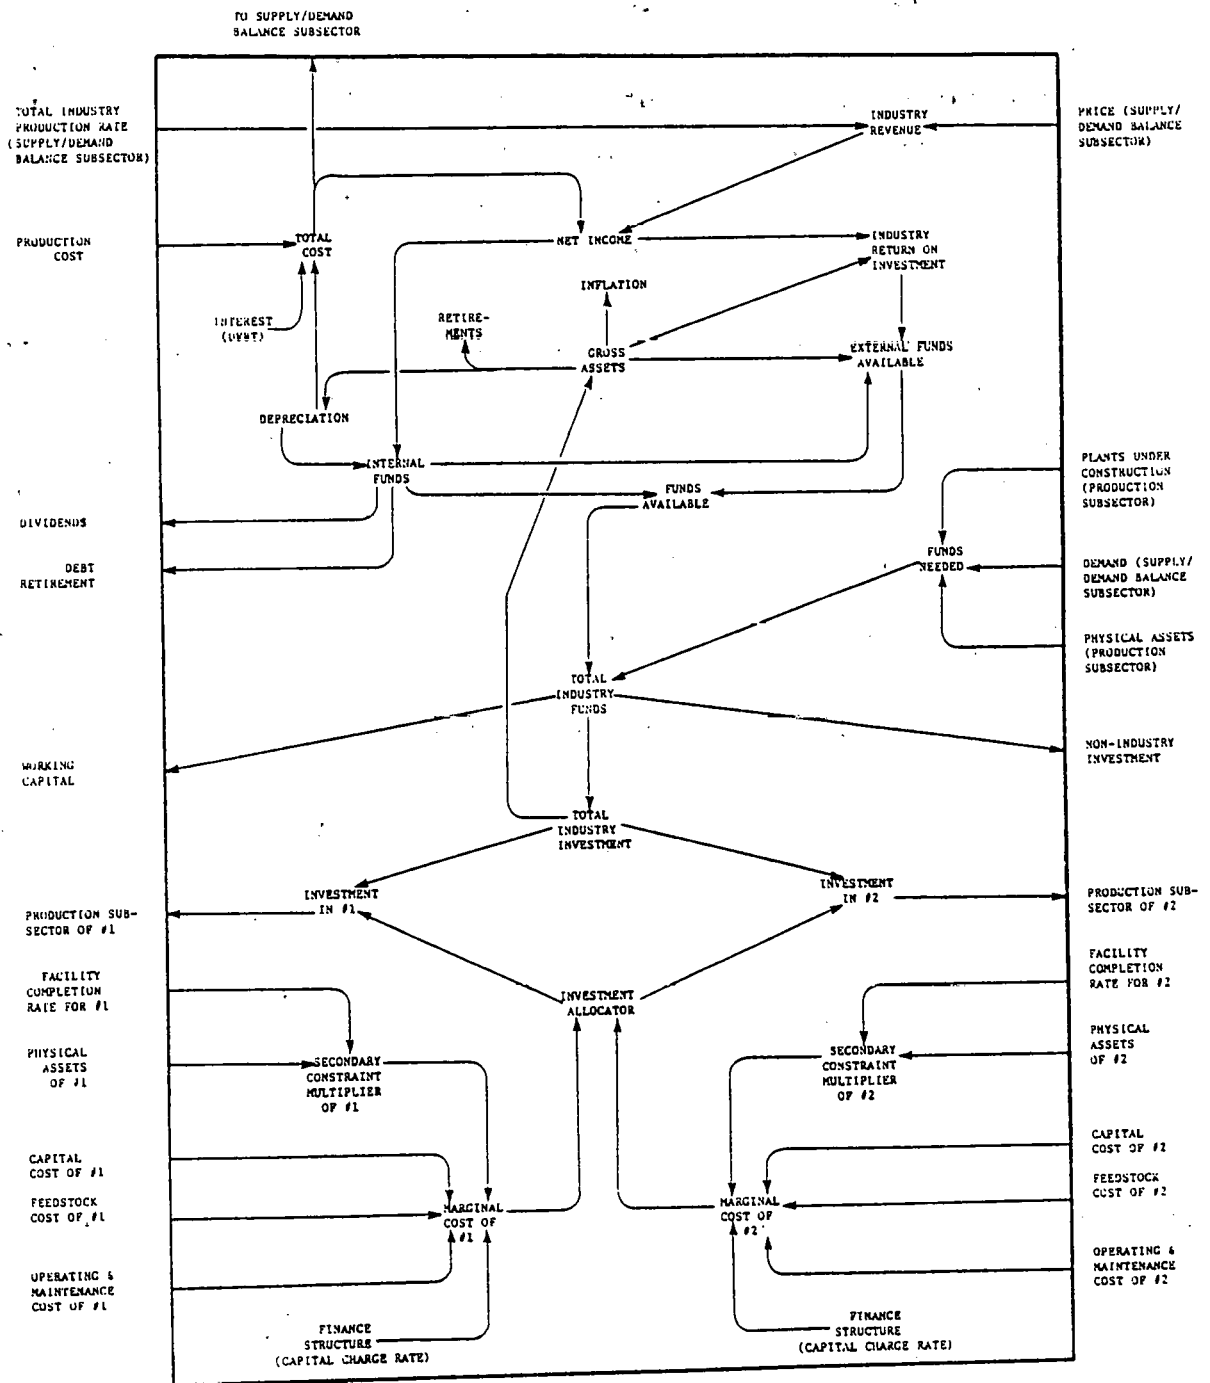 TO SUPPLY/DEMAND
BALANCE SUBSECTOR
TOTAL INDUSTRY
PRODUCTION RATE
(SUPPLY/DEMAND
BALANCE SUBSECTOR)
INDUSTRY
REVENUE
PRICE (SUPPLY/
DEMAND BALANCE
SUBSECTOR)
PRODUCTION
COST
TOTAL
COST
NET INCOME
INDUSTRY
RETURN ON
INVESTMENT
INFLATION
INTEREST
(DEBT)
RETIRE-
MENTS
GROSS
ASSETS
EXTERNAL FUNDS
AVAILABLE
DEPRECIATION
INTERNAL
FUNDS
FUNDS
AVAILABLE
PLANTS UNDER
CONSTRUCTION
(PRODUCTION
SUBSECTOR)
DIVIDENDS
DEBT
RETIREMENT
FUNDS
NEEDED
DEMAND (SUPPLY/
DEMAND BALANCE
SUBSECTOR)
PHYSICAL ASSETS
(PRODUCTION
SUBSECTOR)
TOTAL
INDUSTRY
FUNDS
WORKING
CAPITAL
NON-INDUSTRY
INVESTMENT
TOTAL
INDUSTRY
INVESTMENT
INVESTMENT
IN #1
INVESTMENT
IN #2
PRODUCTION SUB-
SECTOR OF #1
PRODUCTION SUB-
SECTOR OF #2
FACILITY
COMPLETION
RATE FOR #1
INVESTMENT
ALLOCATOR
FACILITY
COMPLETION
RATE FOR #2
PHYSICAL
ASSETS
OF #1
SECONDARY
CONSTRAINT
MULTIPLIER
OF #1
SECONDARY
CONSTRAINT
MULTIPLIER
OF #2
PHYSICAL
ASSETS
OF #2
CAPITAL
COST OF #1
CAPITAL
COST OF #2
FEEDSTOCK
COST OF #1
MARGINAL
COST OF
#1
MARGINAL
COST OF
#2
FEEDSTOCK
COST OF #2
OPERATING &
MAINTENANCE
COST OF #1
OPERATING &
MAINTENANCE
COST OF #2
FINANCE
STRUCTURE
(CAPITAL CHARGE RATE)
FINANCE
STRUCTURE
(CAPITAL CHARGE RATE)